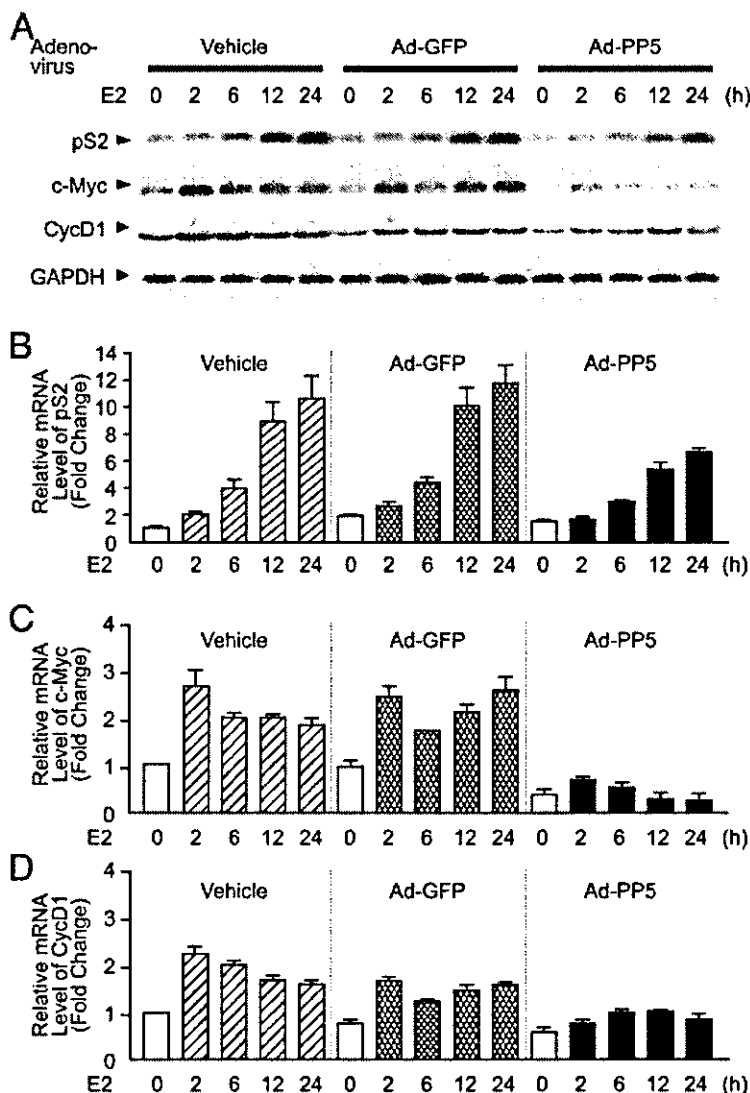 A
Adeno-
virus
Vehicle Ad-GFP Ad-PP5
E2 0 2 6 12 24 0 2 6 12 24 0 2 6 12 24 (h)
pS2
c-Myc
CycD1
GAPDH
B
Relative mRNA
Level of pS2
(Fold Change)
14
12
10
8
6
4
2
0
Vehicle Ad-GFP Ad-PP5
E2 0 2 6 12 24 0 2 6 12 24 0 2 6 12 24 (h)
C
Relative mRNA
Level of c-Myc
(Fold Change)
4
3
2
1
0
Vehicle Ad-GFP Ad-PP5
E2 0 2 6 12 24 0 2 6 12 24 0 2 6 12 24 (h)
D
Relative mRNA
Level of CycD1
(Fold Change)
4
3
2
1
0
Vehicle Ad-GFP Ad-PP5
E2 0 2 6 12 24 0 2 6 12 24 0 2 6 12 24 (h)